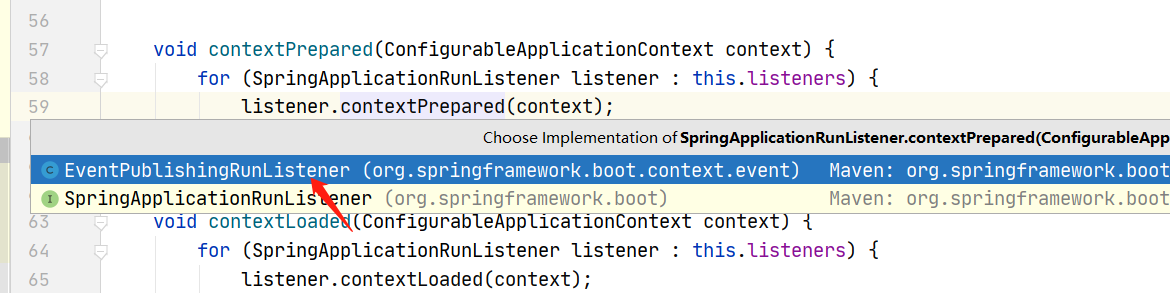 56
57 void contextPrepared(ConfigurableApplicationContext context) {
58 for (SpringApplicationRunListener listener : this.listeners) {
59 listener.contextPrepared(context);
Choose Implementation of SpringApplicationRunListener.contextPrepared(ConfigurableApp
EventPublishingRunListener (org.springframework.boot.context.event) Maven: org.springframework.boot
SpringApplicationRunListener (org.springframework.boot) Maven: org.springframework.boot
63 void contextLoaded(ConfigurableApplicationContext context) {
64 for (SpringApplicationRunListener listener : this.listeners) {
65 listener.contextLoaded(context);